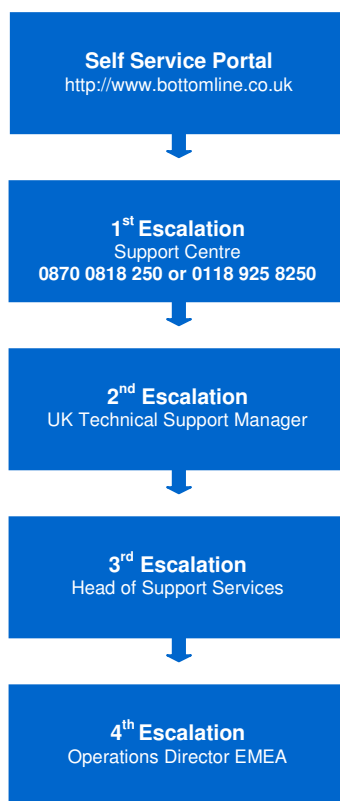 Self Service Portal
http://www.bottomline.co.uk
1st Escalation
Support Centre
0870 0818 250 or 0118 925 8250
2nd Escalation
UK Technical Support Manager
3rd Escalation
Head of Support Services
4th Escalation
Operations Director EMEA